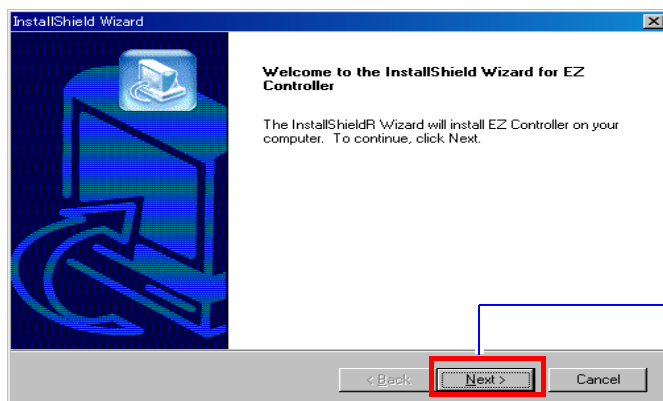 InstallShield Wizard
Welcome to the InstallShield Wizard for EZ
Controller
The InstallShieldR Wizard will install EZ Controller on your
computer. To continue, click Next.
< Back
Next >
Cancel